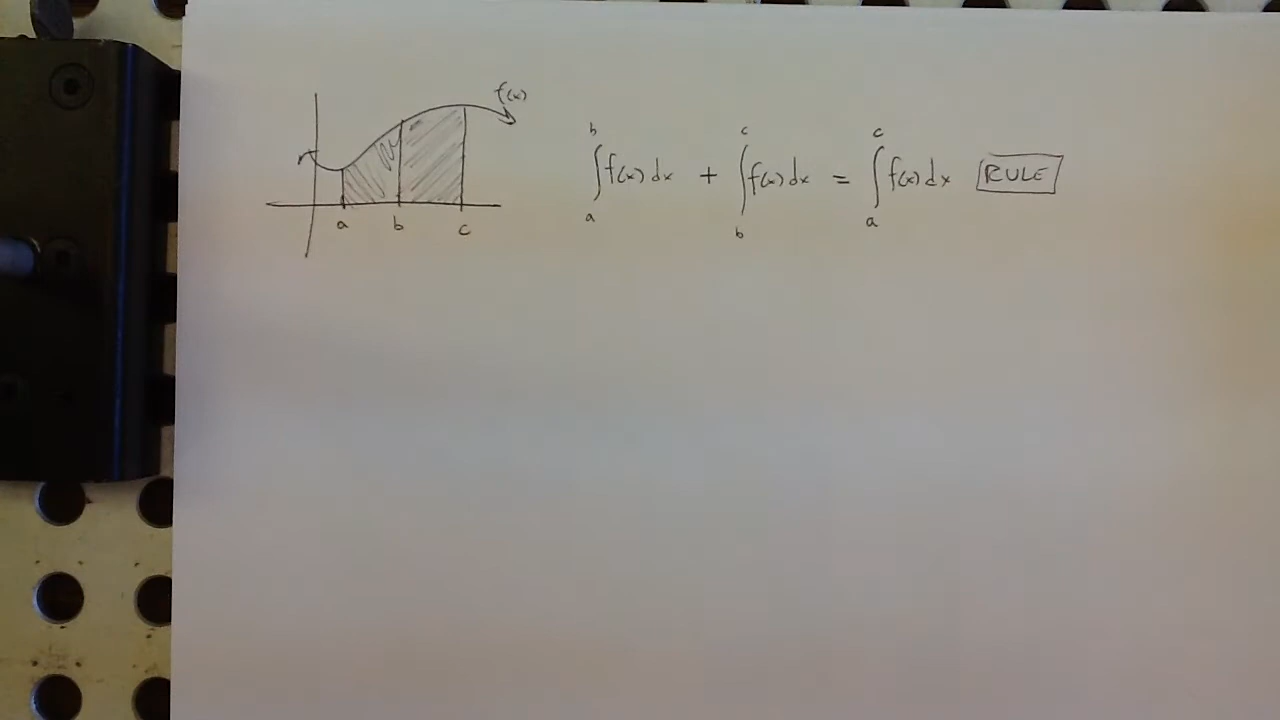 f(x)
a b c
∫_a^b f(x) dx + ∫_b^c f(x) dx = ∫_a^c f(x) dx RULE